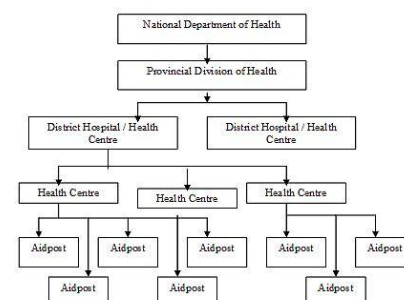 National Department of Health
Provincial Division of Health
District Hospital / Health
Centre
District Hospital / Health
Centre
Health Centre
Health Centre
Health Centre
Aidpost
Aidpost
Aidpost
Aidpost
Aidpost
Aidpost
Aidpost
Aidpost